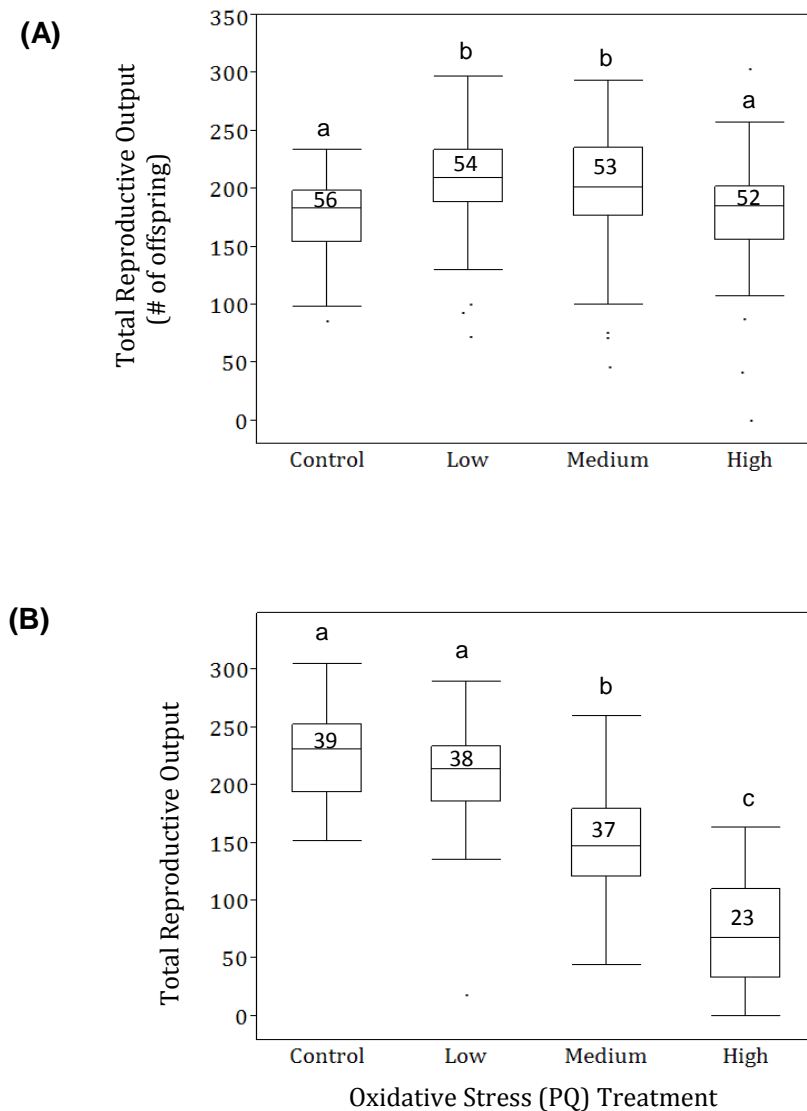 (A)
Total Reproductive Output
(# of offspring)
350
300
250
200
150
100
50
0
a
b
b
a
56
54
53
52
Control Low Medium High
(B)
Total Reproductive Output
300
250
200
150
100
50
0
a
a
b
c
39
38
37
23
Control Low Medium High
Oxidative Stress (PQ) Treatment